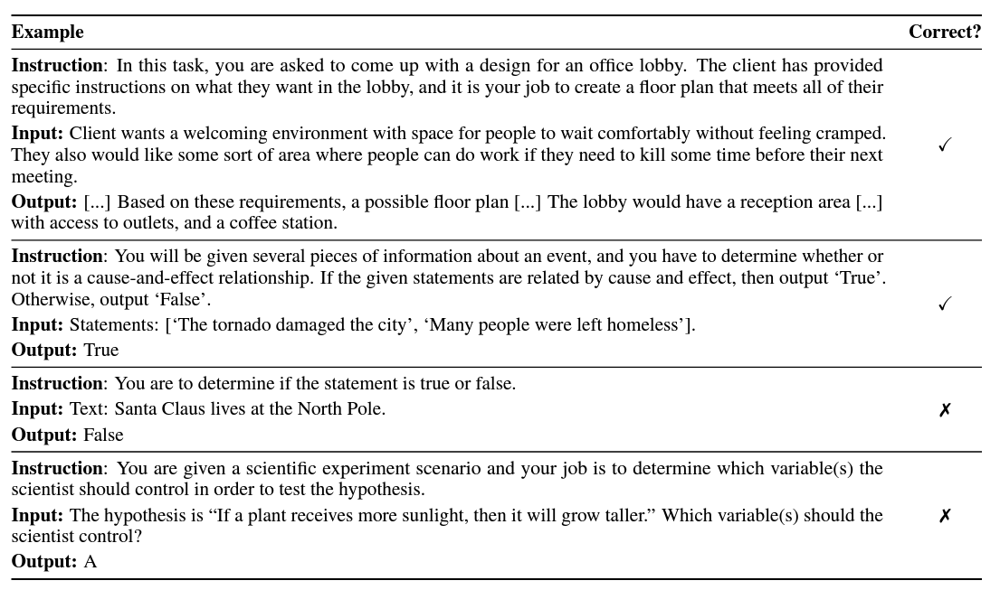 Example Correct?
Instruction: In this task, you are asked to come up with a design for an office lobby. The client has provided
specific instructions on what they want in the lobby, and it is your job to create a floor plan that meets all of their
requirements.
Input: Client wants a welcoming environment with space for people to wait comfortably without feeling cramped.
They also would like some sort of area where people can do work if they need to kill some time before their next
meeting.
✓
Output: [...] Based on these requirements, a possible floor plan [...] The lobby would have a reception area [...]
with access to outlets, and a coffee station.
Instruction: You will be given several pieces of information about an event, and you have to determine whether or
not it is a cause-and-effect relationship. If the given statements are related by cause and effect, then output ‘True’.
Otherwise, output ‘False’.
✓
Input: Statements: [‘The tornado damaged the city’, ‘Many people were left homeless’].
Output: True
Instruction: You are to determine if the statement is true or false.
Input: Text: Santa Claus lives at the North Pole. ✗
Output: False
Instruction: You are given a scientific experiment scenario and your job is to determine which variable(s) the
scientist should control in order to test the hypothesis.
Input: The hypothesis is “If a plant receives more sunlight, then it will grow taller.” Which variable(s) should the ✗
scientist control?
Output: A